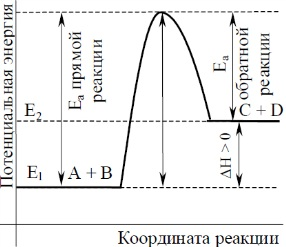 Потенциальная энергия
Eа прямой
реакции
Eа
обратной
реакции
E₂
C + D
E₁
A + B
ΔH > 0
Координата реакции